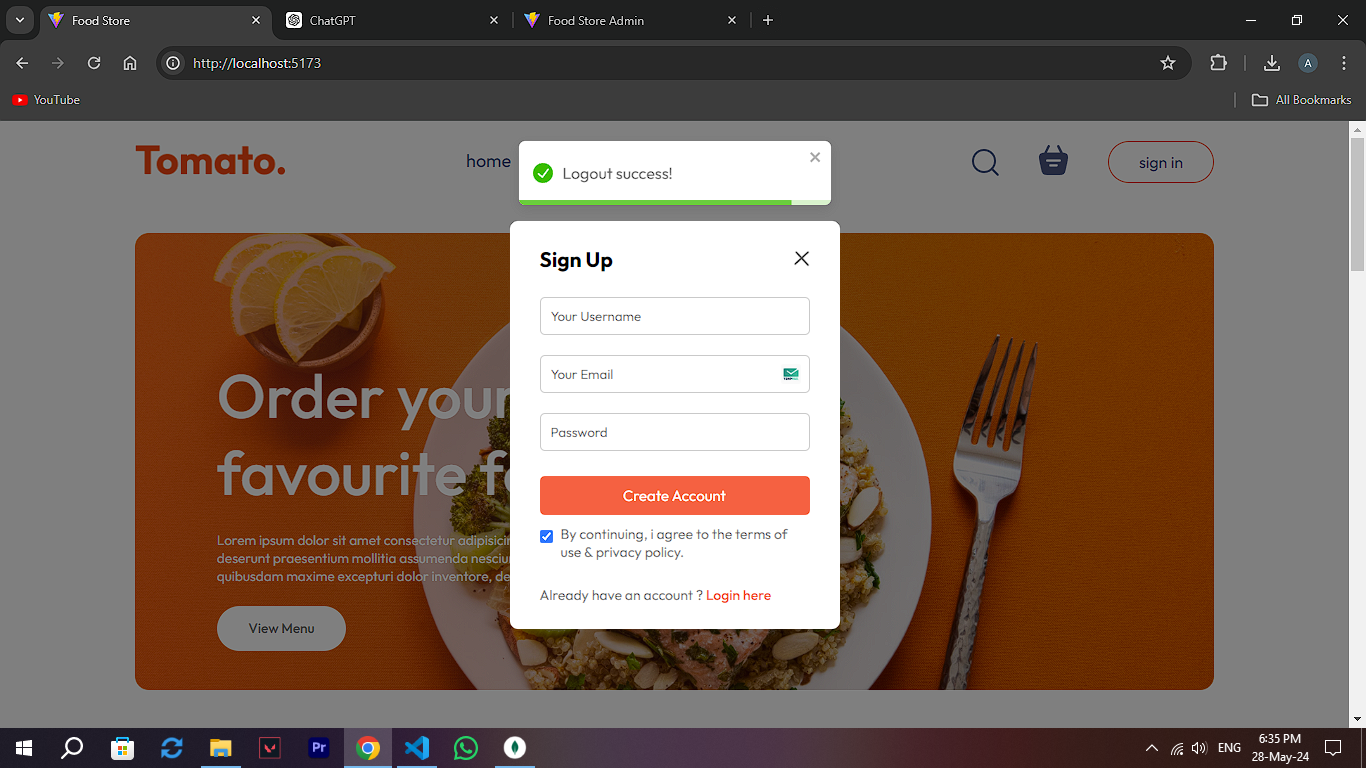 Food Store
ChatGPT
Food Store Admin
http://localhost:5173
A
YouTube
All Bookmarks
Tomato.
home
Logout success!
sign in
Sign Up
Your Username
Your Email
Password
Create Account
By continuing, i agree to the terms of
use & privacy policy.
Already have an account ? Login here
Order your
favourite f
Lorem ipsum dolor sit amet consectetur adipisicin
deserunt praesentium mollitia assumenda nesciun
quibusdam maxime excepturi dolor inventore, de
View Menu
Pr
ENG
6:35 PM
28-May-24